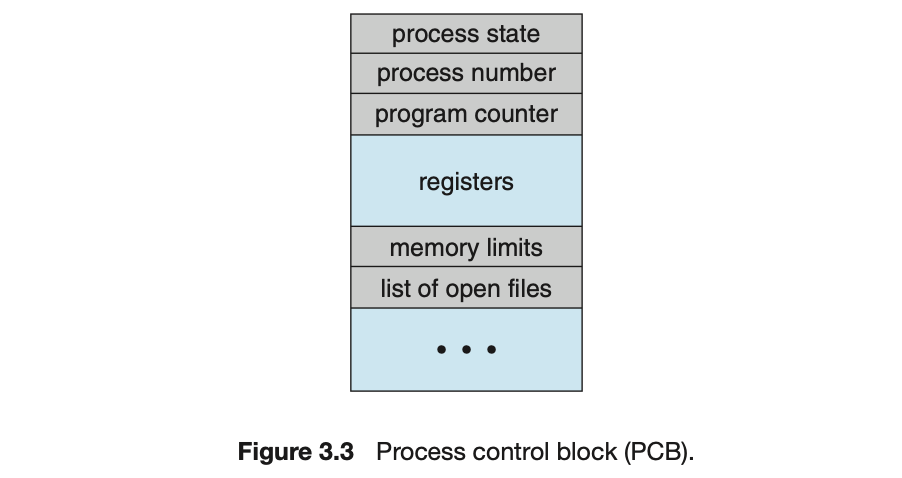 process state
process number
program counter
registers
memory limits
list of open files
• • •
Figure 3.3 Process control block (PCB).